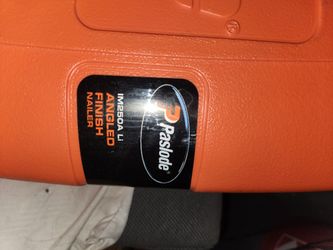 Paslode
IM250A Li
ANGLED
FINISH
NAILER